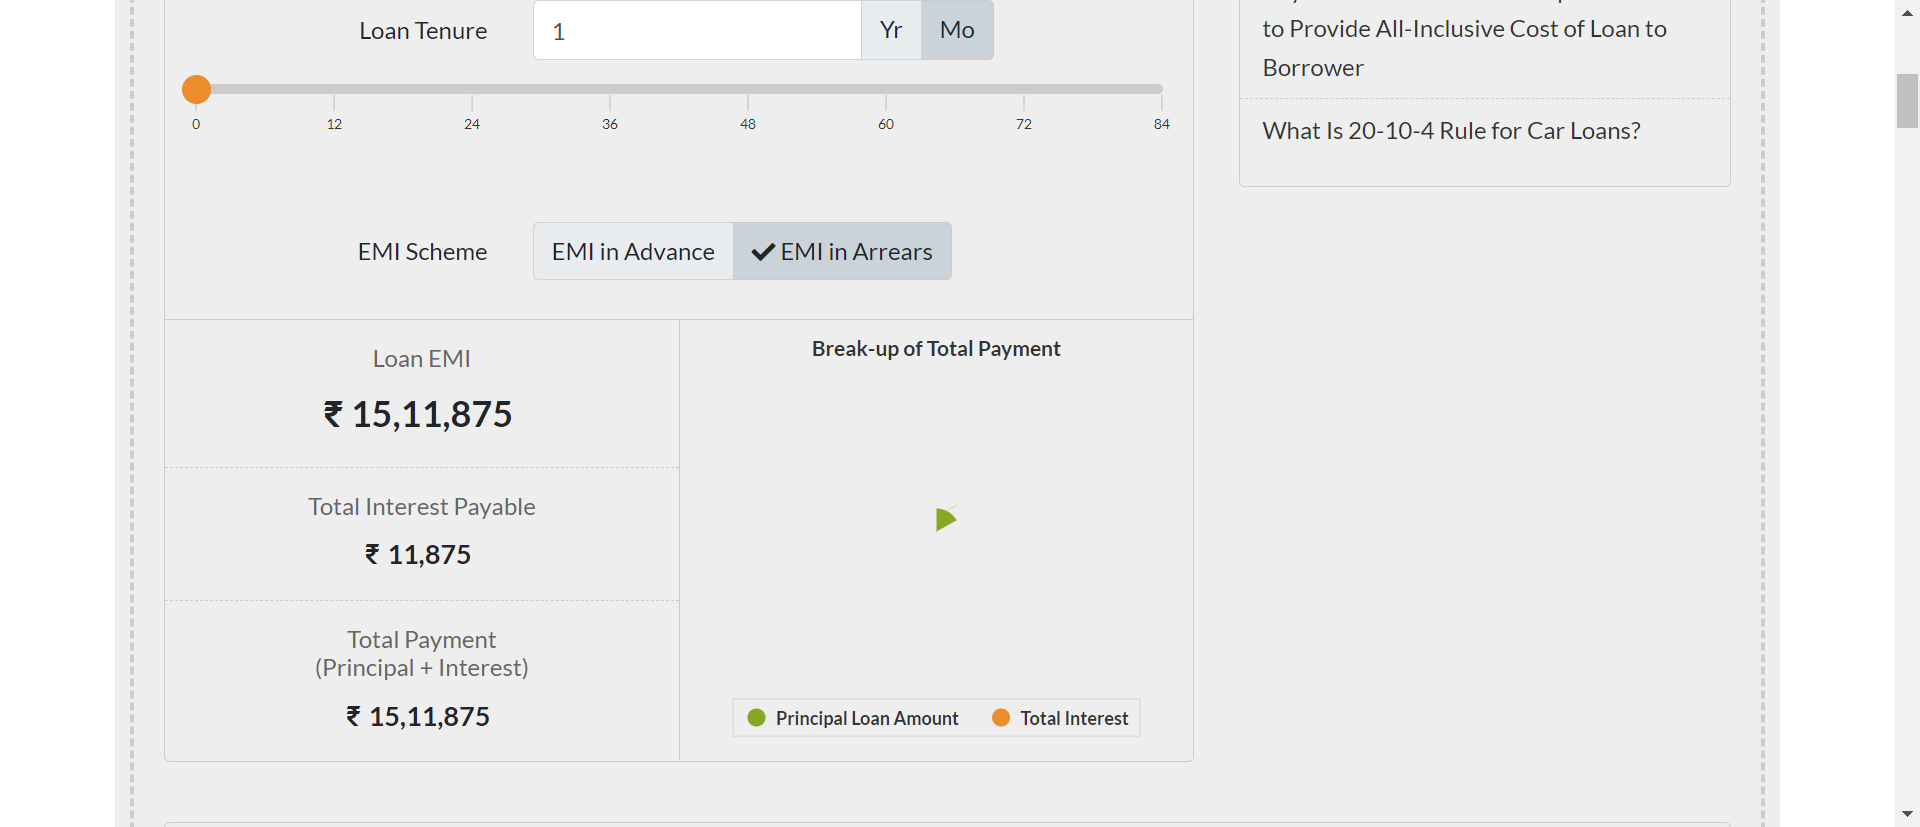 Loan Tenure
1
Yr
Mo
0 12 24 36 48 60 72 84
EMI Scheme
EMI in Advance
EMI in Arrears
Loan EMI
₹ 15,11,875
Total Interest Payable
₹ 11,875
Total Payment
(Principal + Interest)
₹ 15,11,875
Break-up of Total Payment
Principal Loan Amount
Total Interest
to Provide All-Inclusive Cost of Loan to
Borrower
What Is 20-10-4 Rule for Car Loans?